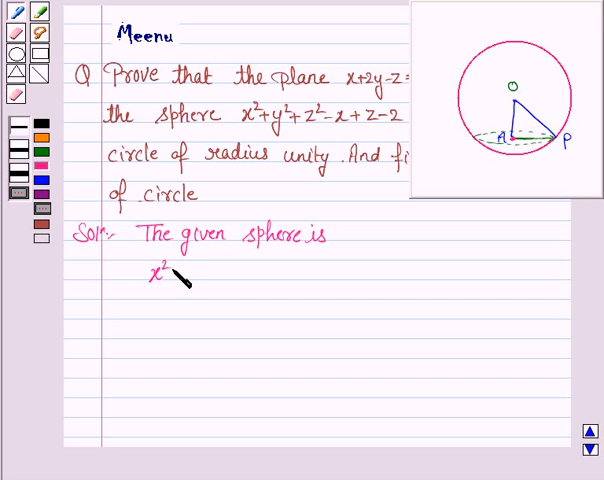 Meenu
Q Prove that the plane x+2y-z=
the sphere x²+y²+z²-x+z-2
circle of radius unity. And fi
of circle
Soln:- The given sphere is
x²
O
A
P